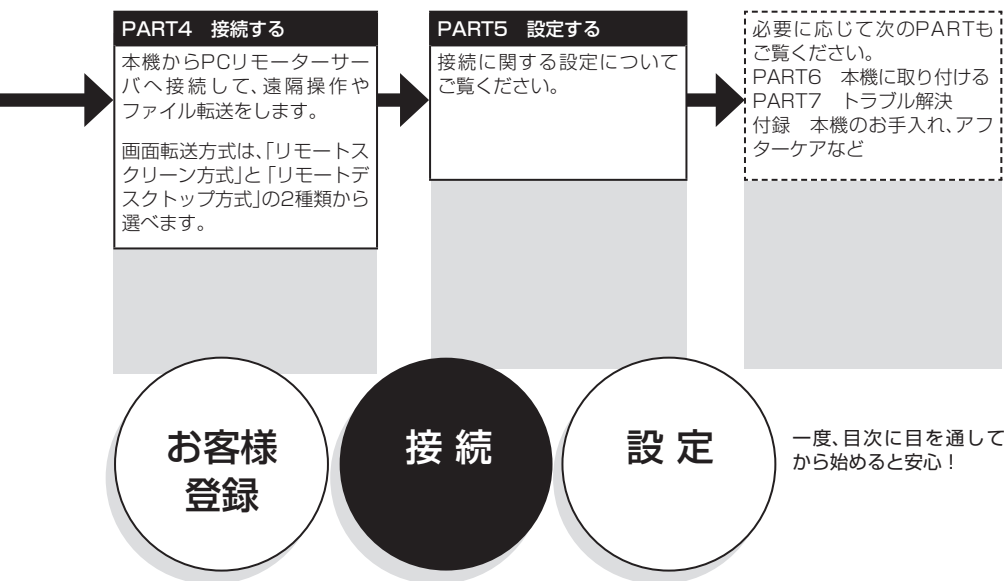 PART4　接続する
本機からPCリモーターサー
バへ接続して、遠隔操作や
ファイル転送をします。
画面転送方式は、「リモートス
クリーン方式」と「リモートデ
スクトップ方式」の2種類から
選べます。
PART5　設定する
接続に関する設定について
ご覧ください。
必要に応じて次のPARTも
ご覧ください。
PART6　本機に取り付ける
PART7　トラブル解決
付録　本機のお手入れ、アフ
ターケアなど
お客様
登録
接 続
設 定
一度、目次に目を通して
から始めると安心！